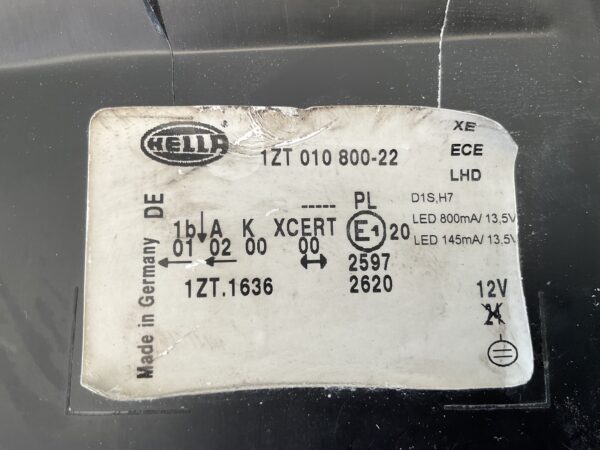 HELLA
1ZT 010 800-22
XE
ECE
LHD
D1S,H7
LED 800mA/ 13,5V
LED 145mA/ 13.5V
Made in Germany DE
----- PL
1b A K XCERT E1 20
01 02 00 00
2597
1ZT.1636 2620
12V
24